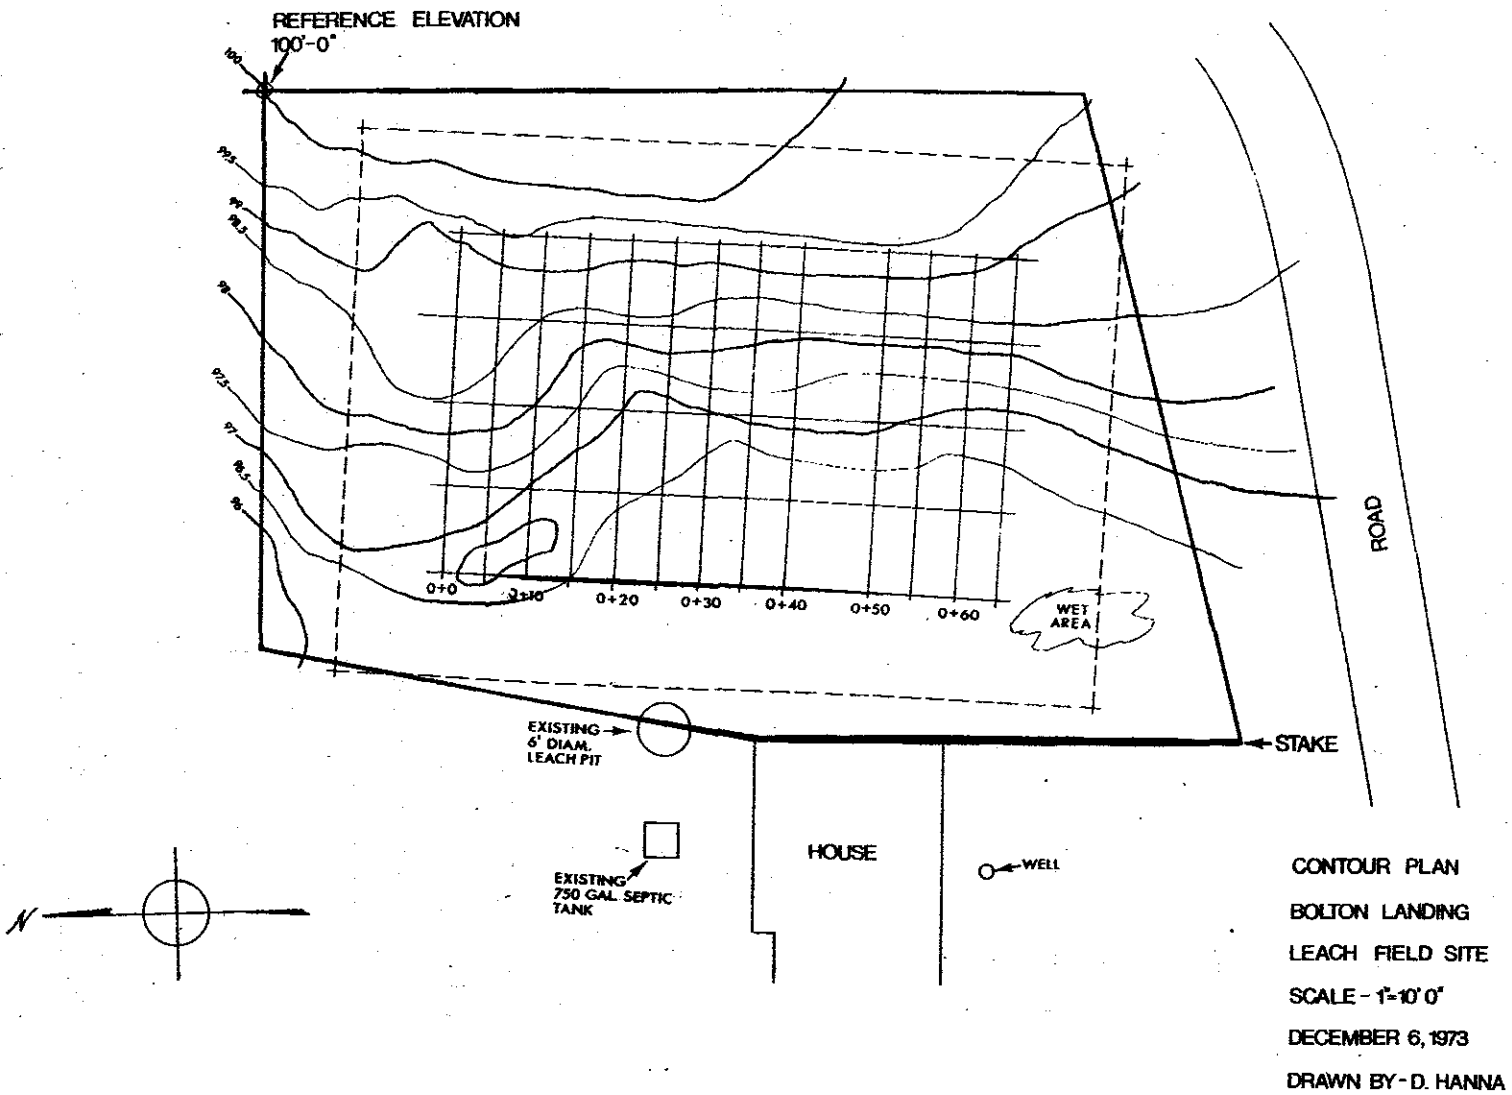 REFERENCE ELEVATION
100'-0"
100
99.5
99
98.5
98
97.5
97
96.5
96
0+0
0+10
0+20
0+30
0+40
0+50
0+60
WET
AREA
ROAD
EXISTING
6' DIAM.
LEACH PIT
STAKE
HOUSE
WELL
EXISTING
750 GAL. SEPTIC
TANK
N
CONTOUR PLAN
BOLTON LANDING
LEACH FIELD SITE
SCALE - 1"=10' 0"
DECEMBER 6, 1973
DRAWN BY - D. HANNA